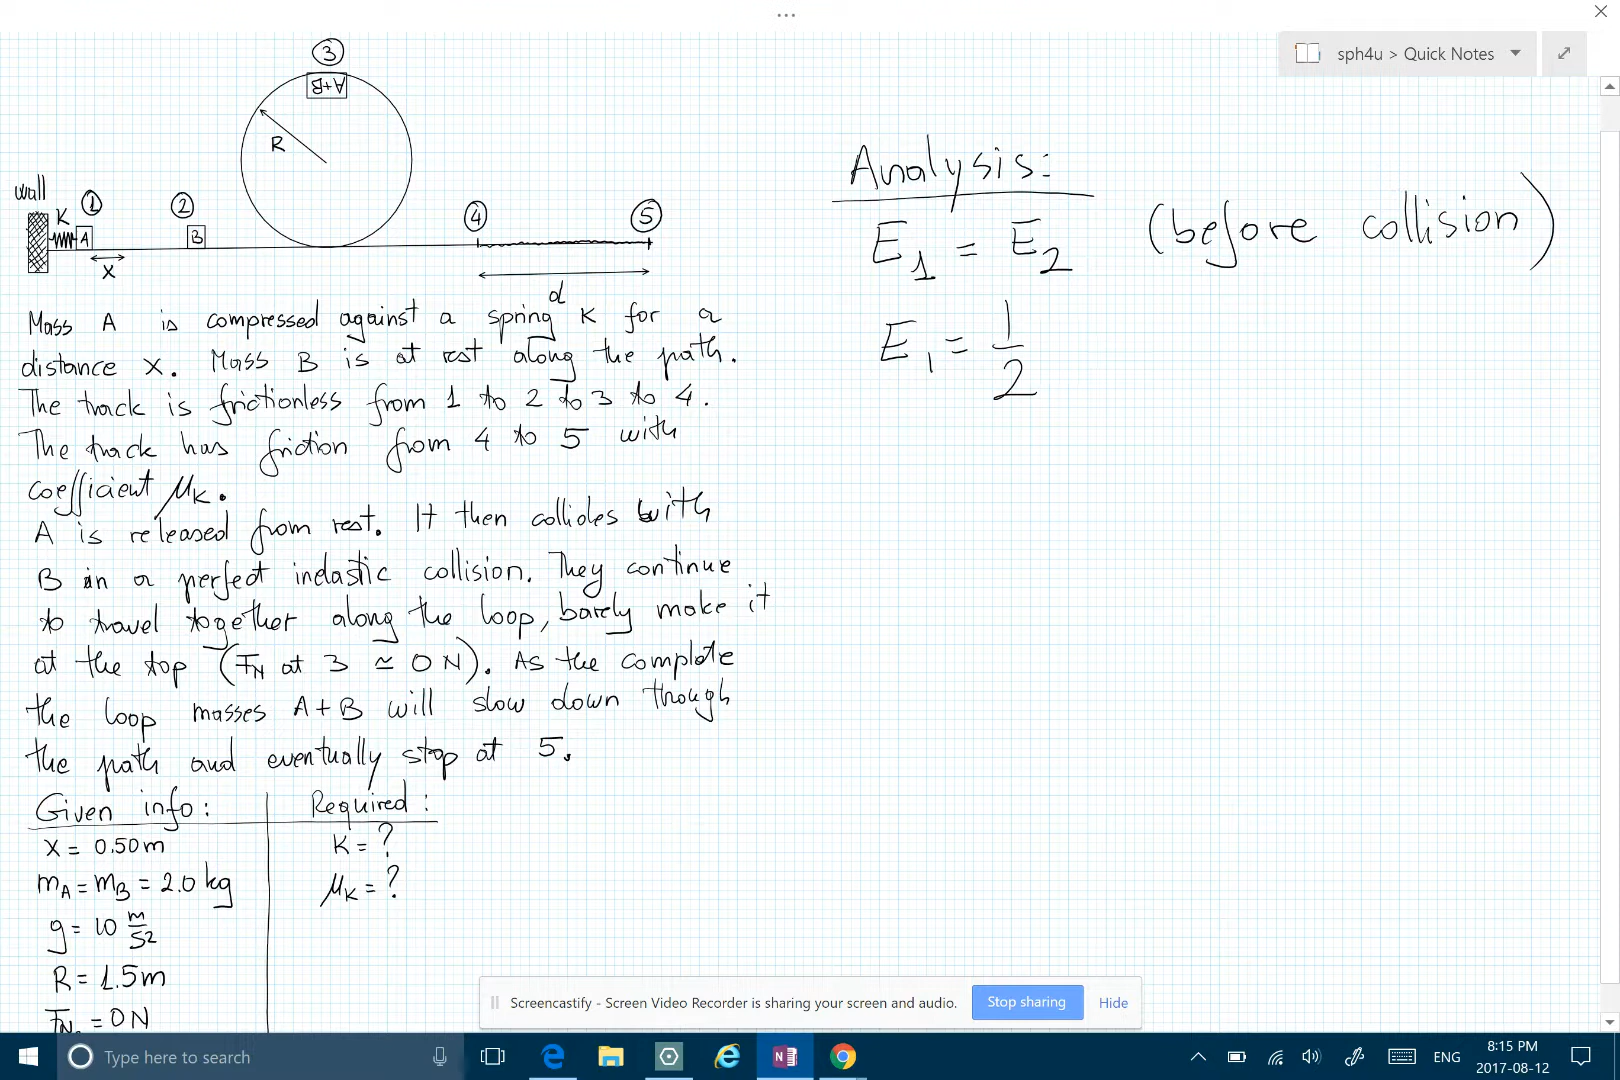 sph4u > Quick Notes
③
A+B
R
wall
K
①
②
④
⑤
A
B
x
d
Mass A is compressed against a spring K for a
distance x. Mass B is at rest along the path.
The track is frictionless from 1 to 2 to 3 to 4.
The track has friction from 4 to 5 with
coefficient μK.
A is released from rest. It then collides with
B in a perfect inelastic collision. They continue
to travel together along the loop, barely make it
at the top (FN at 3 ≃ 0 N). As the complete
the loop masses A+B will slow down though
the path and eventually stop at 5.
Given info:
x = 0.50m
mA = mB = 2.0 kg
g = 10 m/s2
R = 1.5m
FN = 0N
Required:
K = ?
μK = ?
Analysis:
E1 = E2 (before collision)
E1 = 1/2
Screencastify - Screen Video Recorder is sharing your screen and audio. Stop sharing Hide
Type here to search
ENG
8:15 PM
2017-08-12